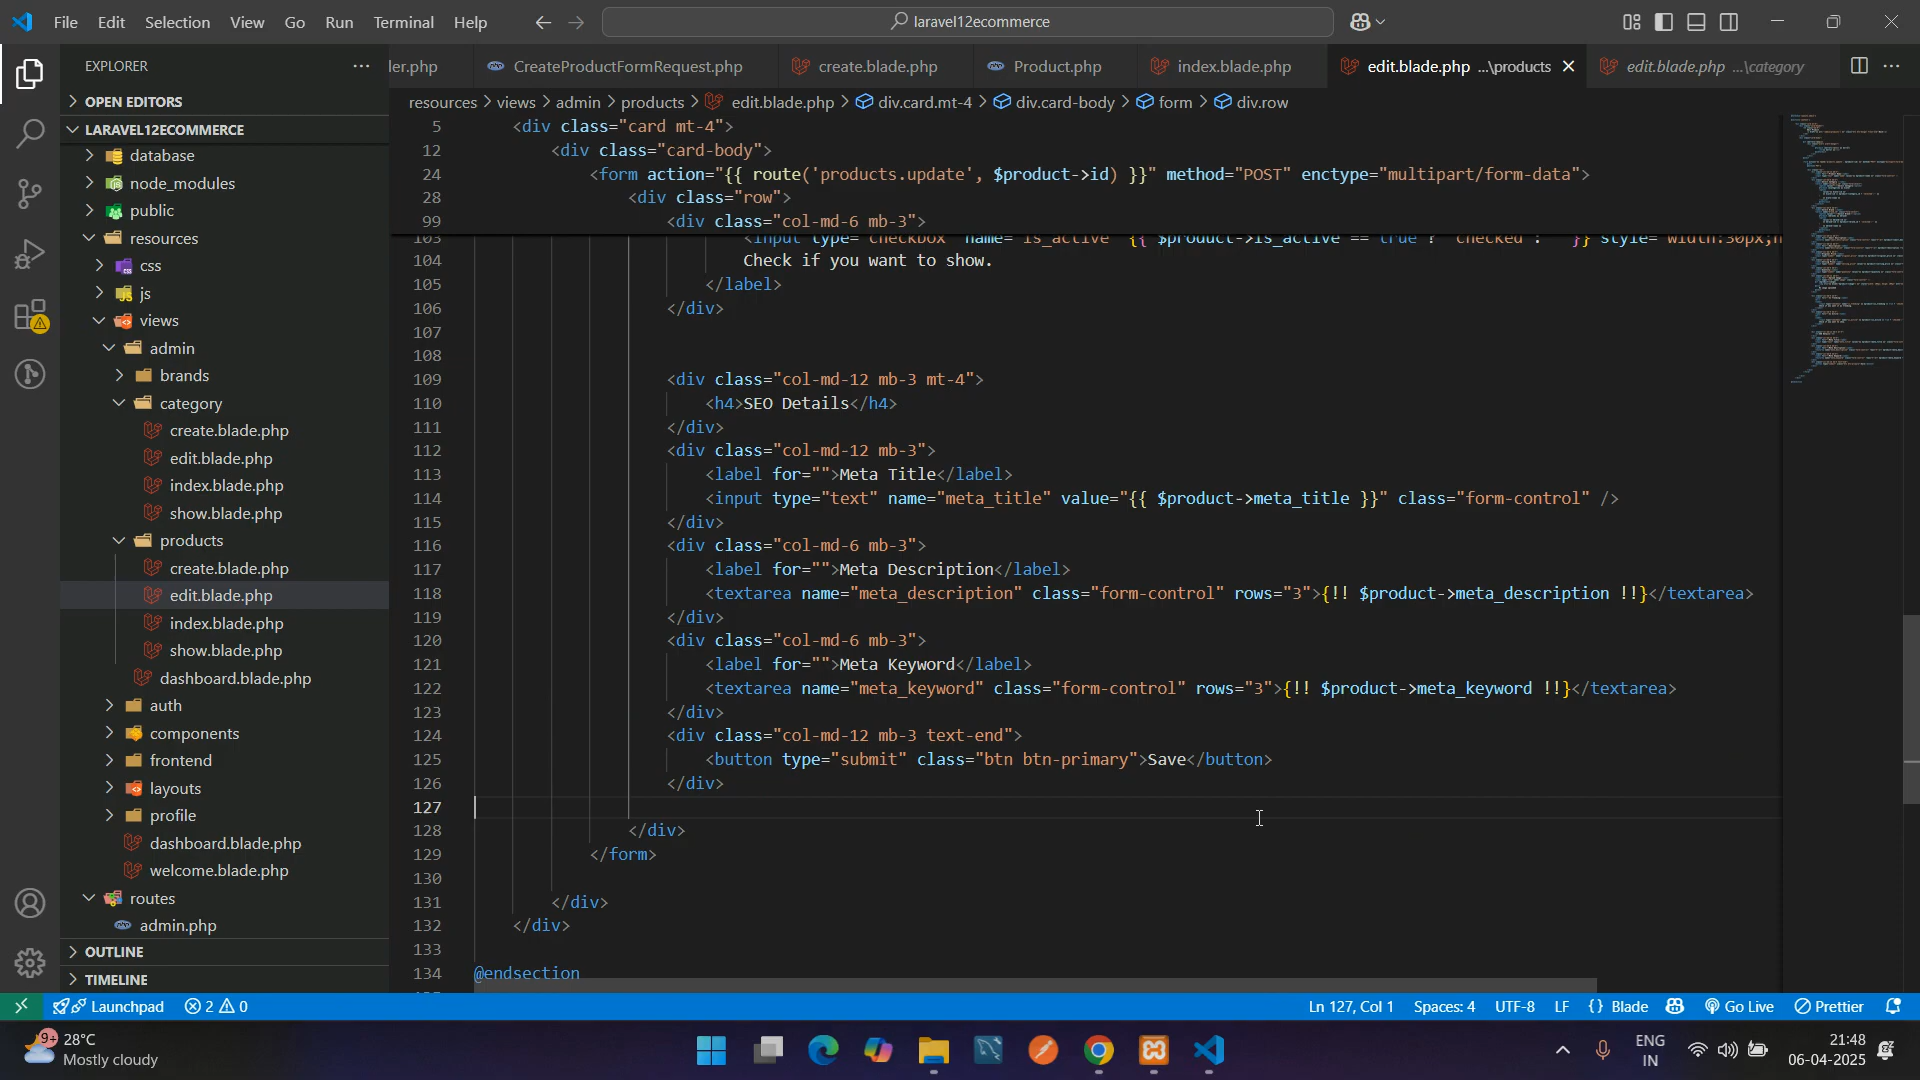 File Edit Selection View Go Run Terminal Help
laravel12ecommerce
EXPLORER
ler.php
CreateProductFormRequest.php
create.blade.php
Product.php
index.blade.php
edit.blade.php ...\products
edit.blade.php ...\category
OPEN EDITORS
LARAVEL12ECOMMERCE
database
node_modules
public
resources
css
js
views
admin
brands
category
create.blade.php
edit.blade.php
index.blade.php
show.blade.php
products
create.blade.php
edit.blade.php
index.blade.php
show.blade.php
dashboard.blade.php
auth
components
frontend
layouts
profile
dashboard.blade.php
welcome.blade.php
routes
admin.php
OUTLINE
TIMELINE
resources > views > admin > products > edit.blade.php > div.card.mt-4 > div.card-body > form > div.row
5 <div class="card mt-4">
12 <div class="card-body">
24 <form action="{{ route('products.update', $product->id) }}" method="POST" enctype="multipart/form-data">
28 <div class="row">
99 <div class="col-md-6 mb-3">
103 <input type="checkbox" name="is_active" {{ $product->is_active == true ? 'checked':'' }} style="width:30px;h
104 Check if you want to show.
105 </label>
106 </div>
107
108
109 <div class="col-md-12 mb-3 mt-4">
110 <h4>SEO Details</h4>
111 </div>
112 <div class="col-md-12 mb-3">
113 <label for="">Meta Title</label>
114 <input type="text" name="meta_title" value="{{ $product->meta_title }}" class="form-control" />
115 </div>
116 <div class="col-md-6 mb-3">
117 <label for="">Meta Description</label>
118 <textarea name="meta_description" class="form-control" rows="3">{!! $product->meta_description !!}</textarea>
119 </div>
120 <div class="col-md-6 mb-3">
121 <label for="">Meta Keyword</label>
122 <textarea name="meta_keyword" class="form-control" rows="3">{!! $product->meta_keyword !!}</textarea>
123 </div>
124 <div class="col-md-12 mb-3 text-end">
125 <button type="submit" class="btn btn-primary">Save</button>
126 </div>
127
128 </div>
129 </form>
130
131 </div>
132 </div>
133
134 @endsection
Launchpad 2 0
Ln 127, Col 1 Spaces: 4 UTF-8 LF {} Blade Go Live Prettier
9+
28°C
Mostly cloudy
ENG
IN
21:48
06-04-2025